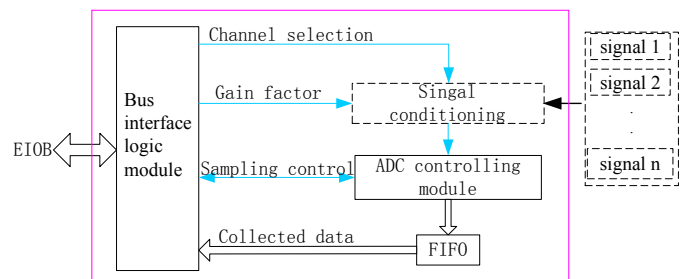 Channel selection
signal 1
signal 2
.
.
signal n
Singal
conditioning
Gain factor
Bus
interface
logic
module
EIOB
Sampling control
ADC controlling
module
Collected data
FIFO